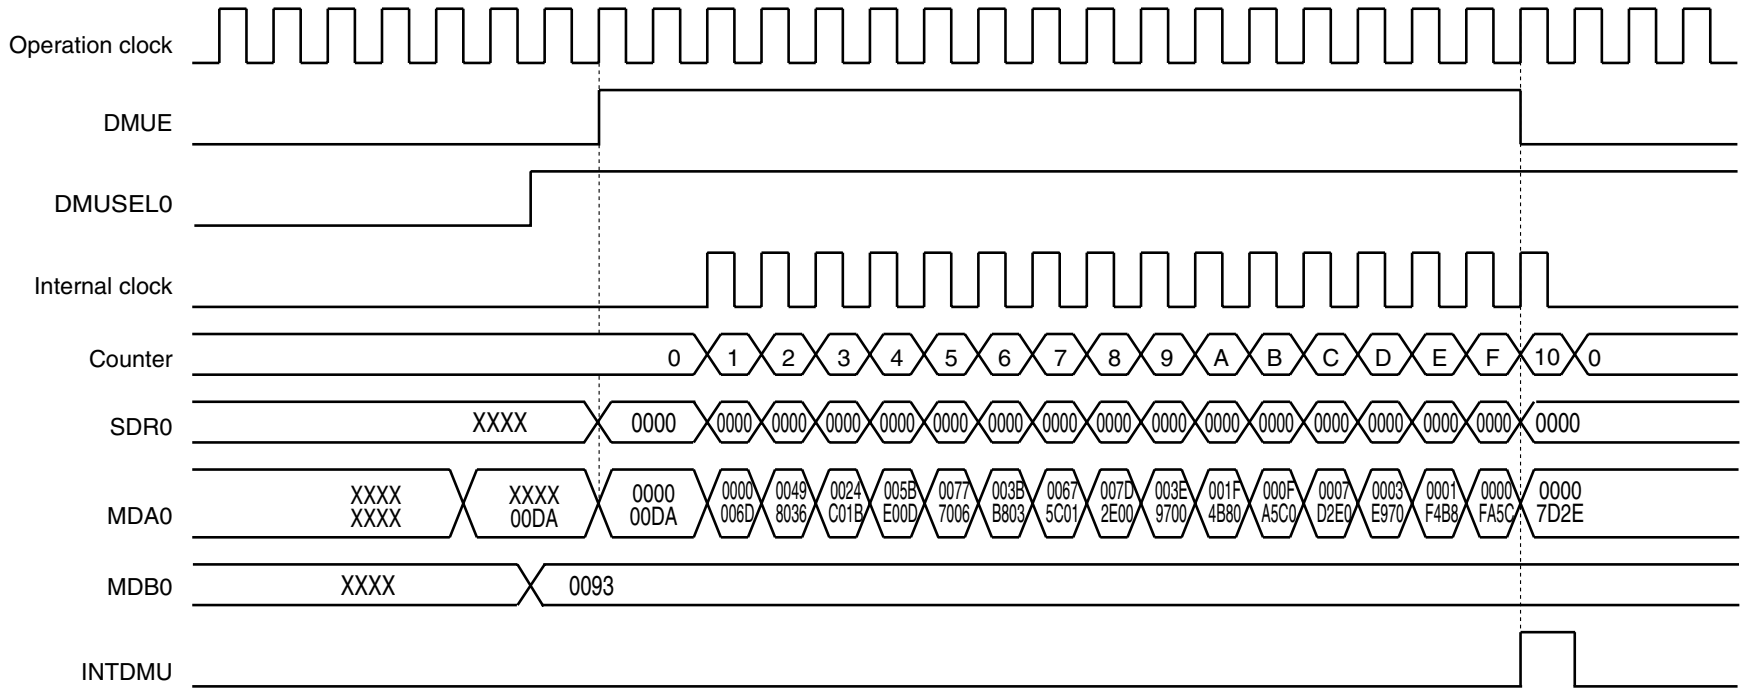 Operation clock
DMUE
DMUSEL0
Internal clock
Counter 0 1 2 3 4 5 6 7 8 9 A B C D E F 10 0
SDR0 XXXX 0000 0000 0000 0000 0000 0000 0000 0000 0000 0000 0000 0000 0000 0000 0000 0000 0000
XXXX XXXX 0000 0000 0049 0024 005B 0077 003B 0067 007D 003E 001F 000F 0007 0003 0001 0000 0000
MDA0
XXXX 00DA 00DA 006D 8036 C01B E00D 7006 B803 5C01 2E00 9700 4B80 A5C0 D2E0 E970 F4B8 FA5C 7D2E
MDB0 XXXX 0093
INTDMU